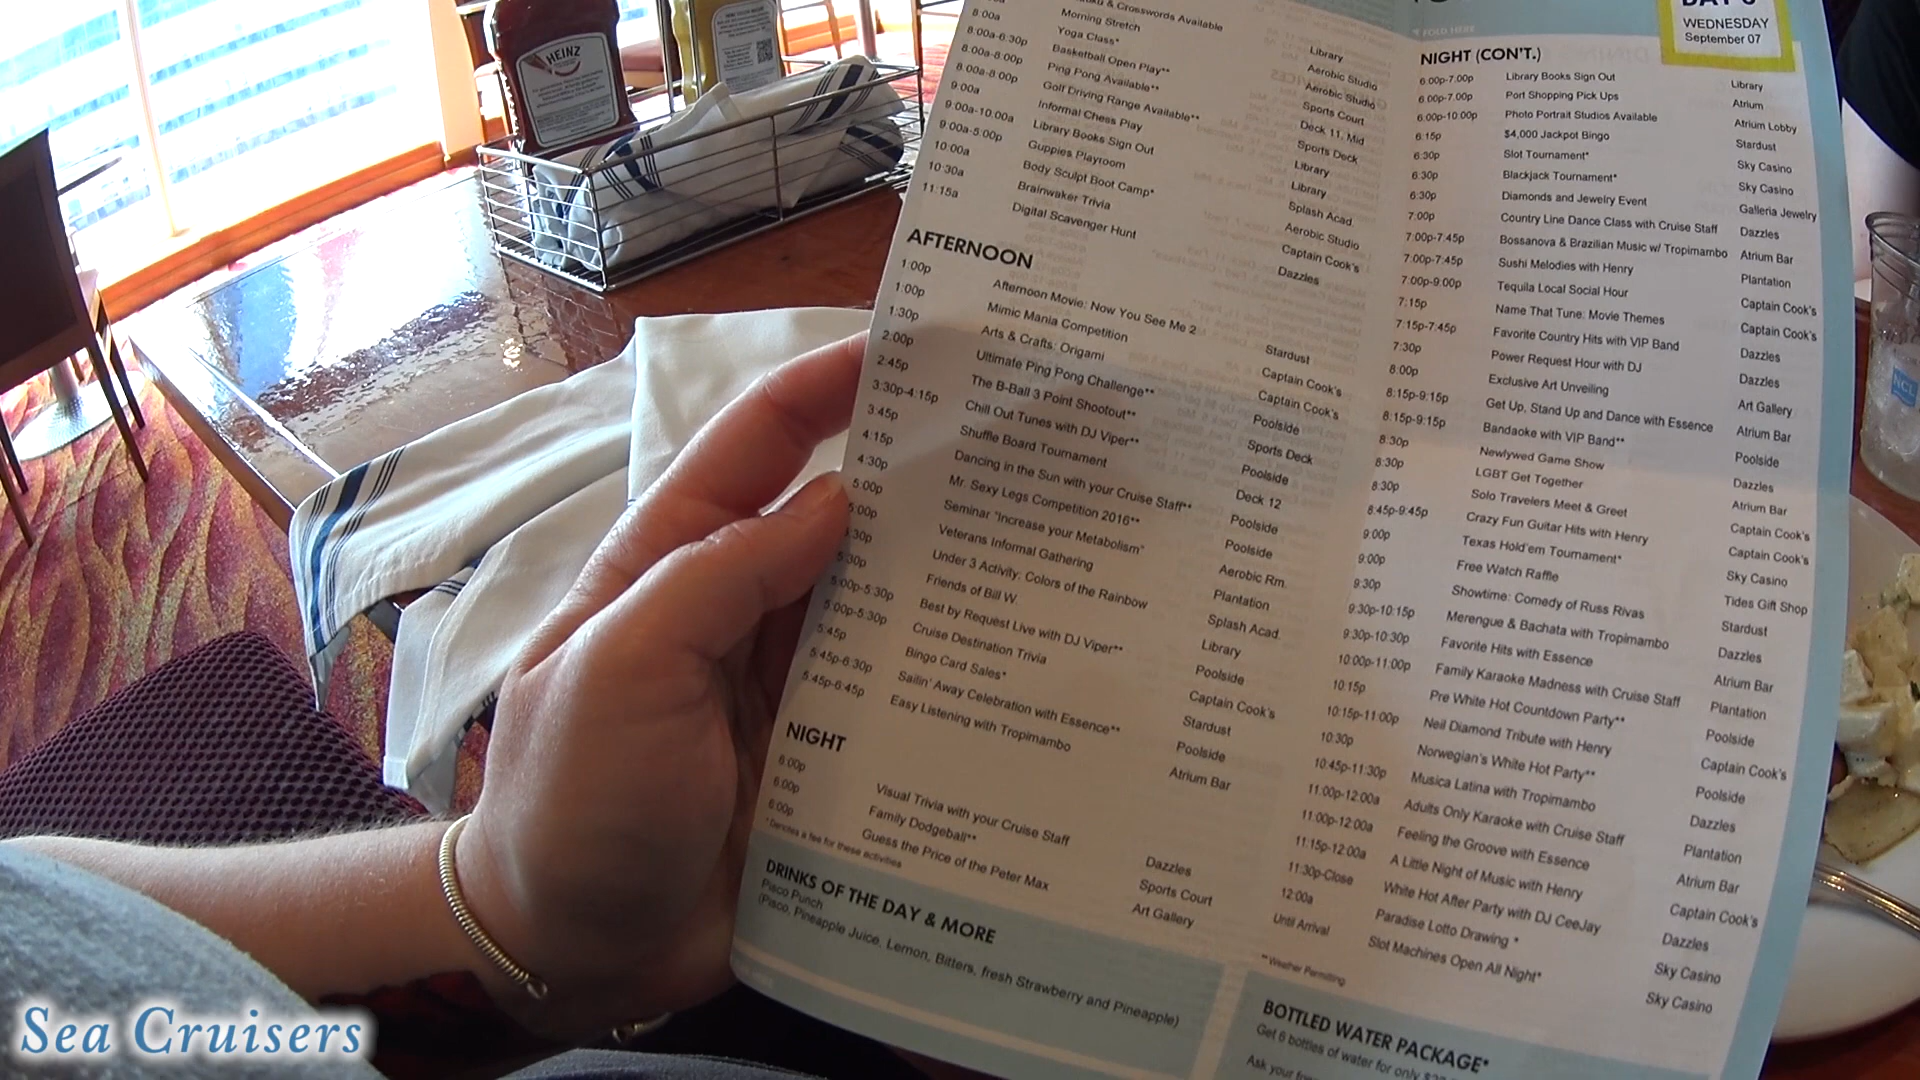 HEINZ
& Crosswords Available Library
Morning Stretch Aerobic Studio
8:00a Yoga Class* Aerobic Studio
8:00a-6:30p Basketball Open Play** Sports Court
8:00a-8:00p Ping Pong Available** Deck 11, Mid
8:00a-8:00p Golf Driving Range Available** Sports Deck
9:00a Informal Chess Play Library
9:00a-10:00a Library Books Sign Out Library
9:00a-5:00p Guppies Playroom Splash Acad.
10:00a Body Sculpt Boot Camp* Aerobic Studio
10:30a Brainwaker Trivia Captain Cook's
11:15a Digital Scavenger Hunt Dazzles
AFTERNOON
1:00p Afternoon Movie: Now You See Me 2 Stardust
1:00p Mimic Mania Competition Captain Cook's
1:30p Arts & Crafts: Origami Captain Cook's
2:00p Ultimate Ping Pong Challenge** Poolside
2:45p The B-Ball 3 Point Shootout** Sports Deck
3:30p-4:15p Chill Out Tunes with DJ Viper** Poolside
3:45p Shuffle Board Tournament Deck 12
4:15p Dancing in the Sun with your Cruise Staff** Poolside
4:30p Mr. Sexy Legs Competition 2016** Poolside
5:00p Seminar "Increase your Metabolism" Aerobic Rm.
5:00p Veterans Informal Gathering Plantation
5:30p Under 3 Activity: Colors of the Rainbow Splash Acad.
5:30p Friends of Bill W. Library
5:00p-5:30p Best by Request Live with DJ Viper** Poolside
5:00p-5:30p Cruise Destination Trivia Captain Cook's
5:45p Bingo Card Sales* Stardust
5:45p-6:30p Sailin' Away Celebration with Essence** Poolside
5:45p-6:45p Easy Listening with Tropimambo Atrium Bar
NIGHT
6:00p Visual Trivia with your Cruise Staff Dazzles
6:00p Family Dodgeball** Sports Court
6:00p Guess the Price of the Peter Max Art Gallery
* Denotes a fee for these activities
DRINKS OF THE DAY & MORE
Pisco Punch
(Pisco, Pineapple Juice, Lemon, Bitters, fresh Strawberry and Pineapple)
FOLD HERE
WEDNESDAY
September 07
NIGHT (CON'T.)
6:00p-7:00p Library Books Sign Out Library
6:00p-7:00p Port Shopping Pick Ups Atrium
6:00p-10:00p Photo Portrait Studios Available Atrium Lobby
6:15p $4,000 Jackpot Bingo Stardust
6:30p Slot Tournament* Sky Casino
6:30p Blackjack Tournament* Sky Casino
6:30p Diamonds and Jewelry Event Galleria Jewelry
7:00p Country Line Dance Class with Cruise Staff Dazzles
7:00p-7:45p Bossanova & Brazilian Music w/ Tropimambo Atrium Bar
7:00p-7:45p Sushi Melodies with Henry Plantation
7:00p-9:00p Tequila Local Social Hour Captain Cook's
7:15p Name That Tune: Movie Themes Captain Cook's
7:15p-7:45p Favorite Country Hits with VIP Band Dazzles
7:30p Power Request Hour with DJ Dazzles
8:00p Exclusive Art Unveiling Art Gallery
8:15p-9:15p Get Up, Stand Up and Dance with Essence Atrium Bar
8:15p-9:15p Bandaoke with VIP Band** Poolside
8:30p Newlywed Game Show Dazzles
8:30p LGBT Get Together Atrium Bar
8:30p Solo Travelers Meet & Greet Captain Cook's
8:45p-9:45p Crazy Fun Guitar Hits with Henry Captain Cook's
9:00p Texas Hold'em Tournament* Sky Casino
9:00p Free Watch Raffle Tides Gift Shop
9:30p Showtime: Comedy of Russ Rivas Stardust
9:30p-10:15p Merengue & Bachata with Tropimambo Dazzles
9:30p-10:30p Favorite Hits with Essence Atrium Bar
10:00p-11:00p Family Karaoke Madness with Cruise Staff Plantation
10:15p Pre White Hot Countdown Party** Poolside
10:15p-11:00p Neil Diamond Tribute with Henry Captain Cook's
10:30p Norwegian's White Hot Party** Poolside
10:45p-11:30p Musica Latina with Tropimambo Dazzles
11:00p-12:00a Adults Only Karaoke with Cruise Staff Plantation
11:00p-12:00a Feeling the Groove with Essence Atrium Bar
11:15p-12:00a A Little Night of Music with Henry Captain Cook's
11:30p-Close White Hot After Party with DJ CeeJay Dazzles
12:00a Paradise Lotto Drawing * Sky Casino
Until Arrival Slot Machines Open All Night* Sky Casino
** Weather Permitting
BOTTLED WATER PACKAGE*
Get 6 bottles of water for only
Ask your
NCL
Sea Cruisers